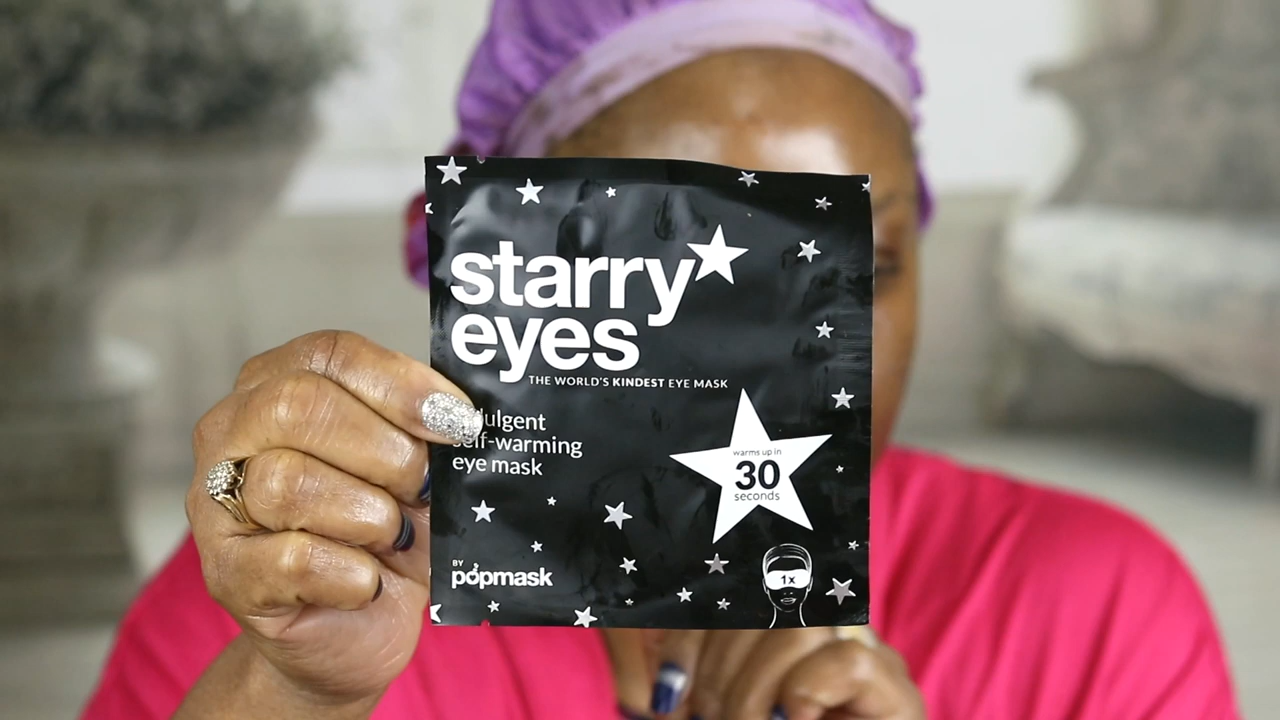 starry
eyes
THE WORLD'S KINDEST EYE MASK
dulgent
self-warming
eye mask
warms up in
30
seconds
BY
popmask
1x